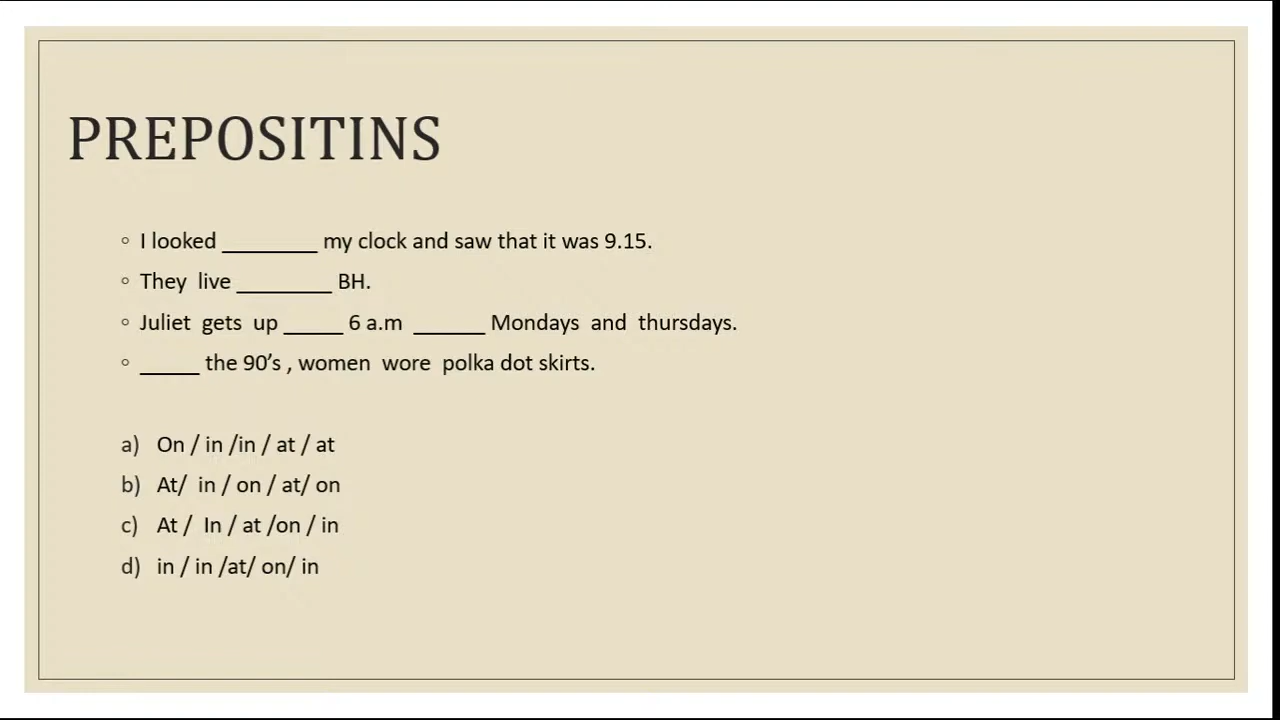 PREPOSITINS
◦ I looked ________ my clock and saw that it was 9.15.
◦ They live ________ BH.
◦ Juliet gets up _____ 6 a.m ______ Mondays and thursdays.
◦ _____ the 90’s , women wore polka dot skirts.
a) On / in /in / at / at
b) At/ in / on / at/ on
c) At / In / at /on / in
d) in / in /at/ on/ in